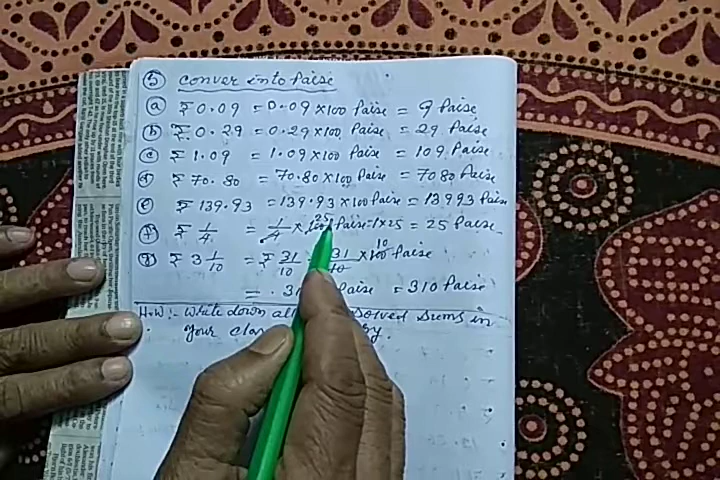 (5) Conver into Paise
(a) ₹ 0.09 = 0.09 × 100 Paise = 9 Paise
(b) ₹ 0.29 = 0.29 × 100 Paise = 29 Paise
(c) ₹ 1.09 = 1.09 × 100 Paise = 109 Paise
(d) ₹ 70.80 = 70.80 × 100 Paise = 7080 Paise
(e) ₹ 139.93 = 139.93 × 100 Paise = 13993 Paise
(f) ₹ 1/4 = 1/4 × 100 25 Paise = 1 × 25 = 25 Paise
(g) ₹ 3 1/10 = ₹ 31/10 = 31/10 × 100 10 Paise
= Paise = 310 Paise
H.W :- Write down all Solved Sums in
your